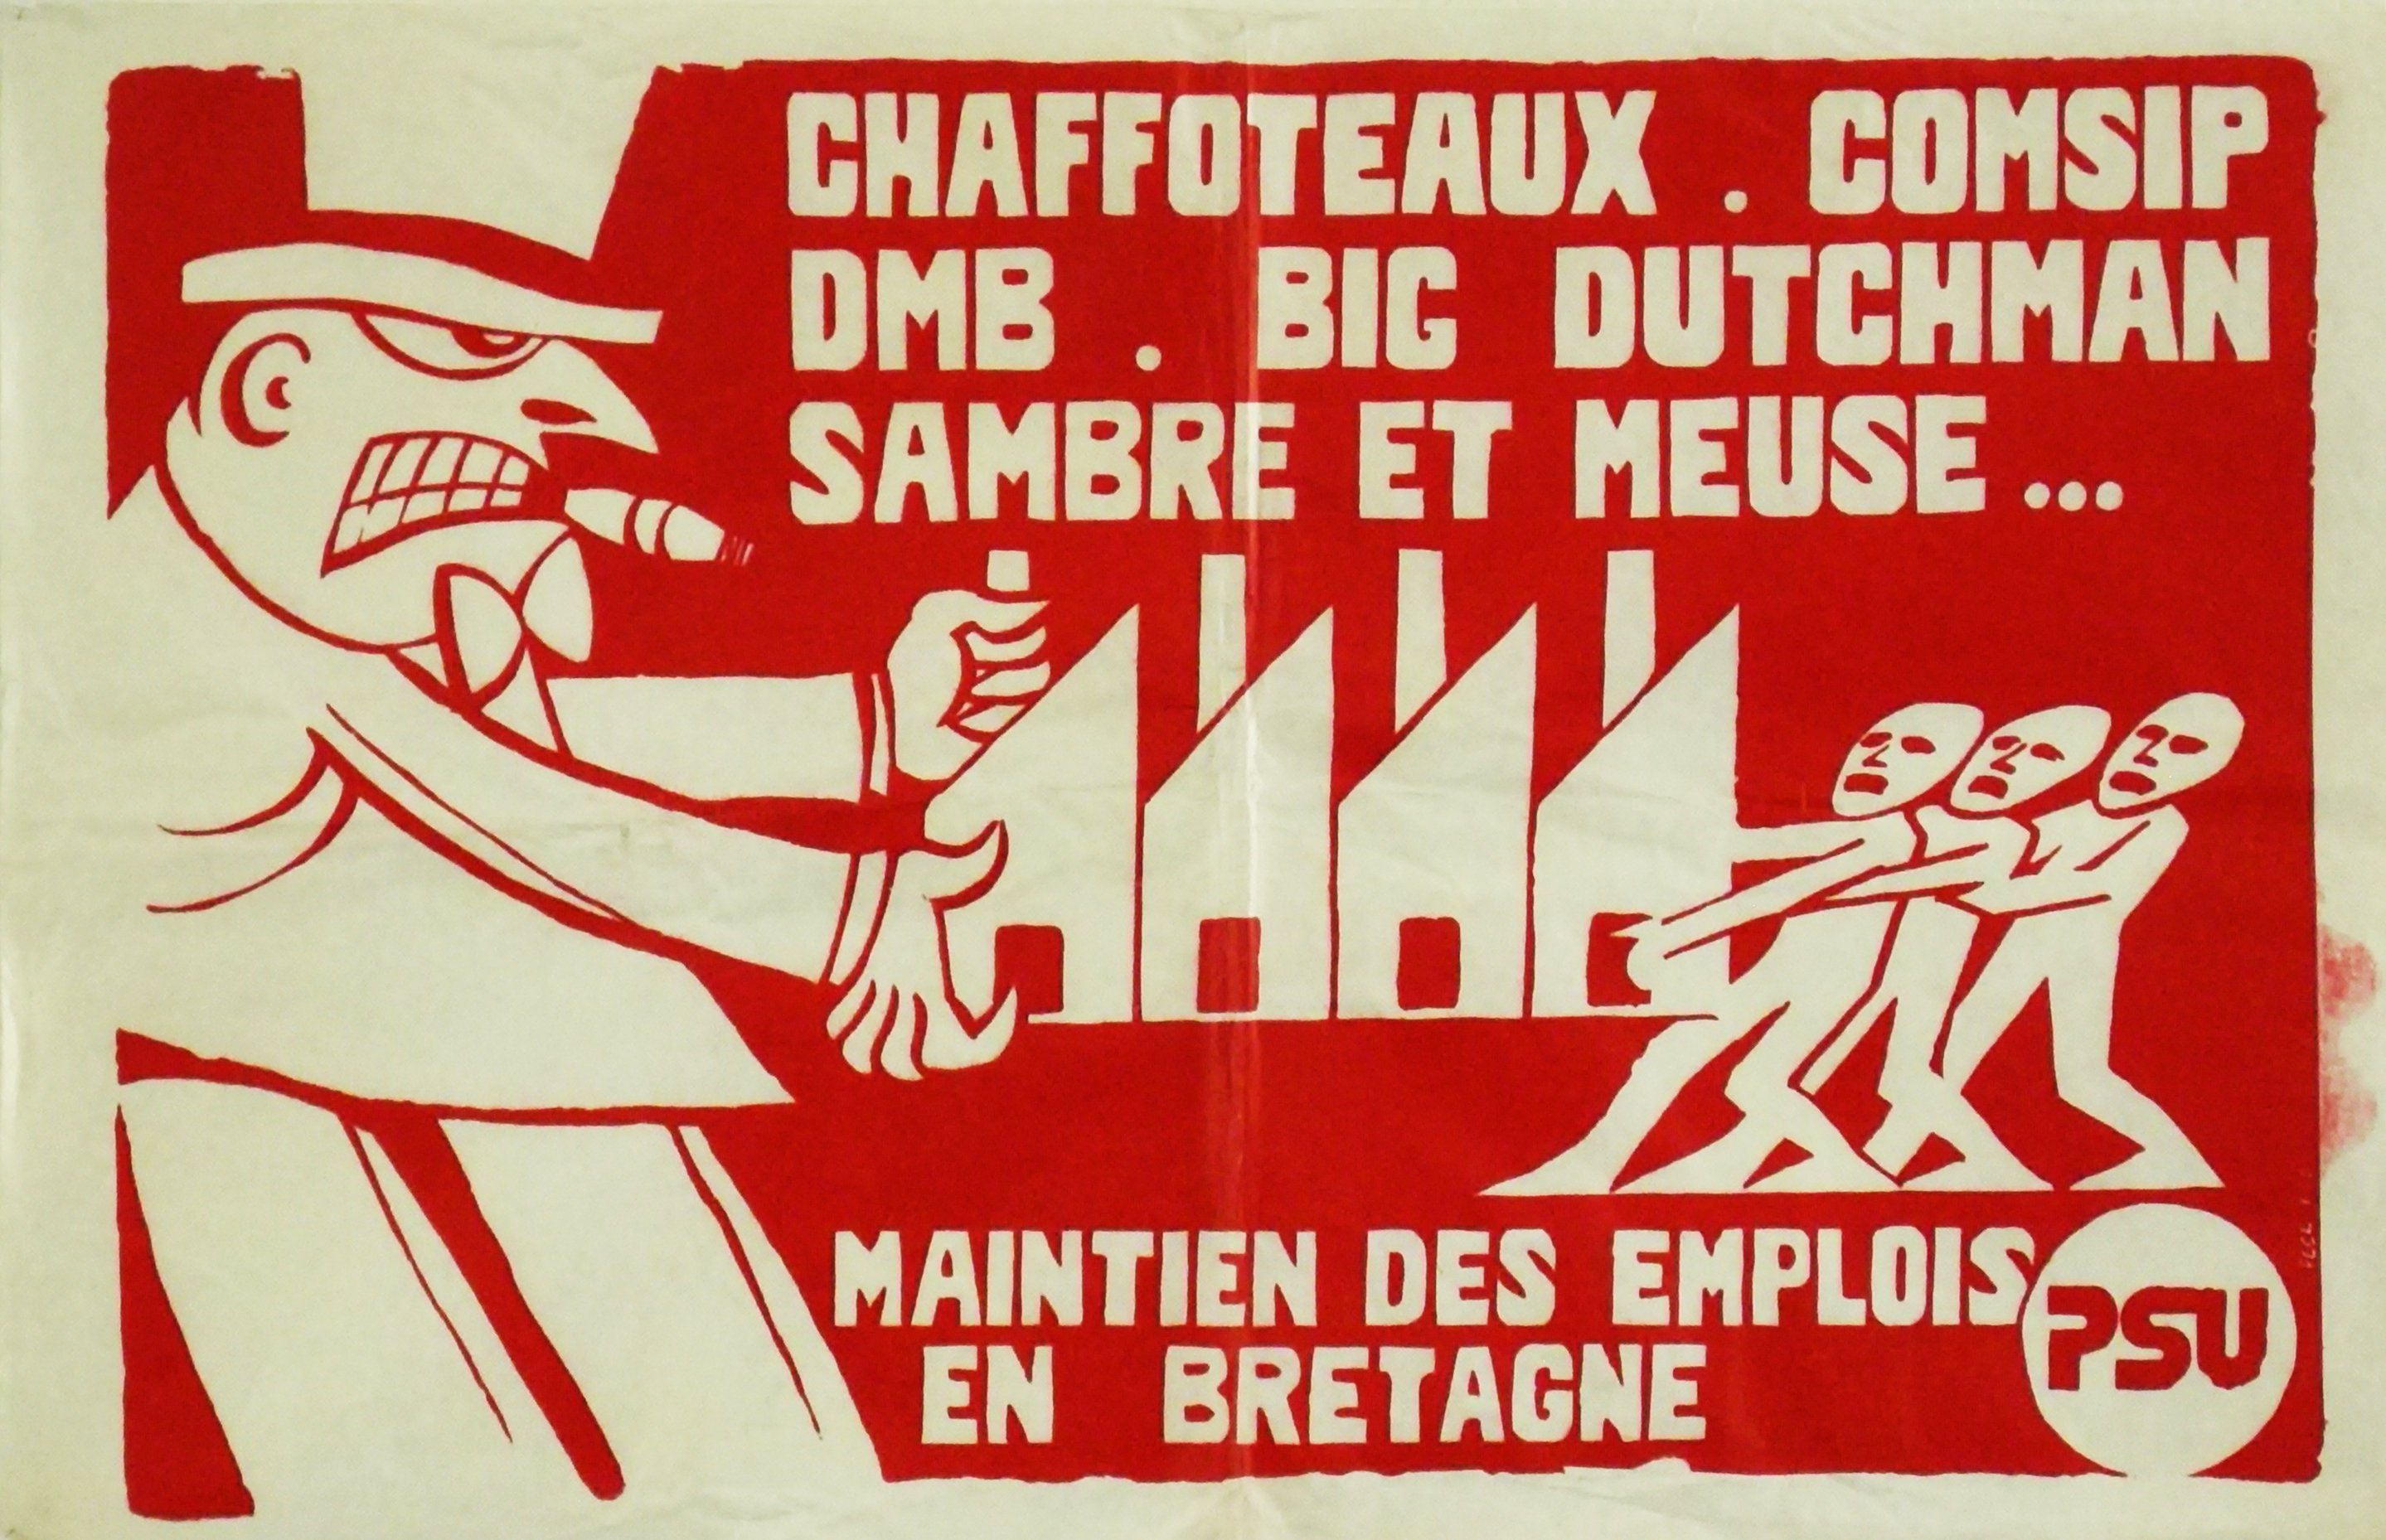 CHAFFOTEAUX . COMSIP
DMB . BIG DUTCHMAN
SAMBRE ET MEUSE ...
MAINTIEN DES EMPLOIS
EN BRETAGNE
PSU